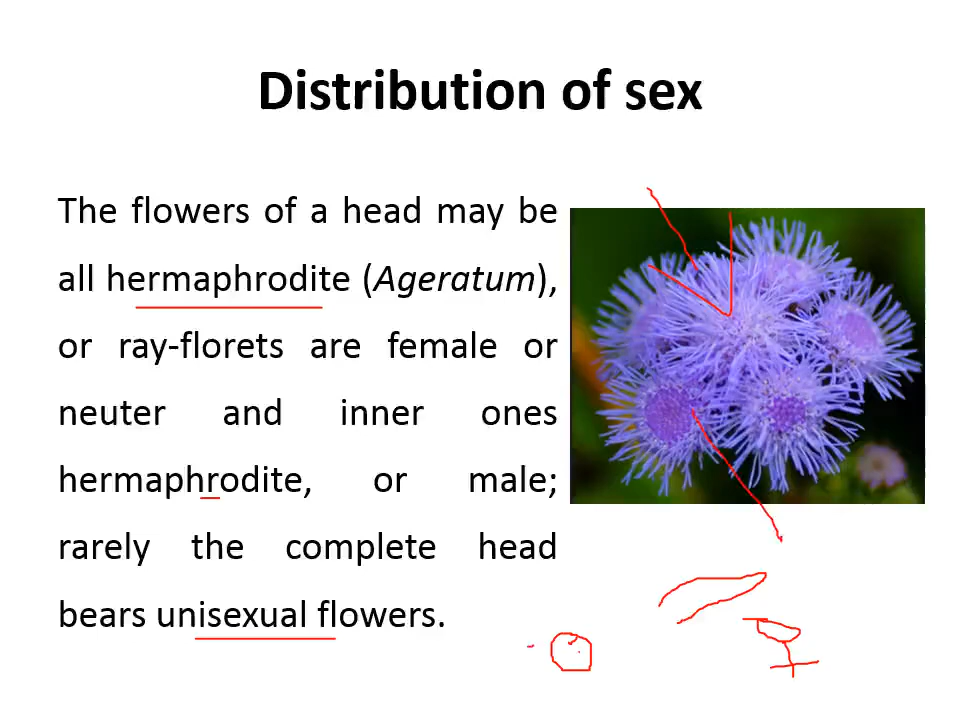 Distribution of sex
The flowers of a head may be
all hermaphrodite (Ageratum),
or ray-florets are female or
neuter and inner ones
hermaphrodite, or male;
rarely the complete head
bears unisexual flowers.